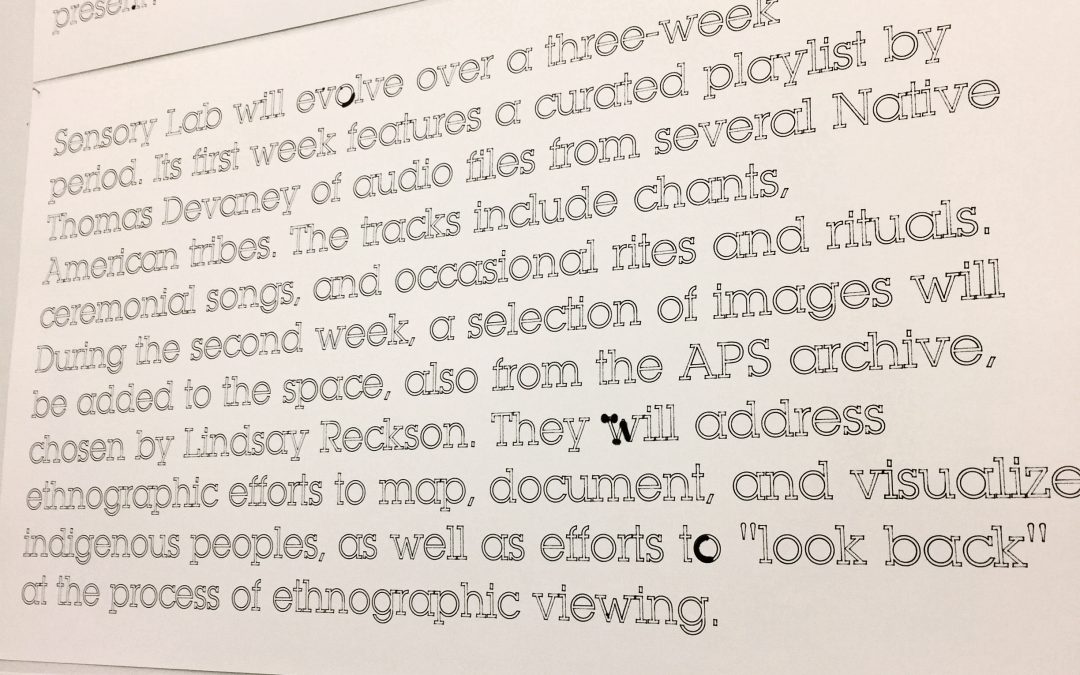 Sensory Lab will evolve over a three-week
period. Its first week features a curated playlist by
Thomas Devaney of audio files from several Native
American tribes. The tracks include chants,
ceremonial songs, and occasional rites and rituals.
During the second week, a selection of images will
be added to the space, also from the APS archive,
chosen by Lindsay Reckson. They will address
ethnographic efforts to map, document, and visualize
indigenous peoples, as well as efforts to "look back"
at the process of ethnographic viewing.